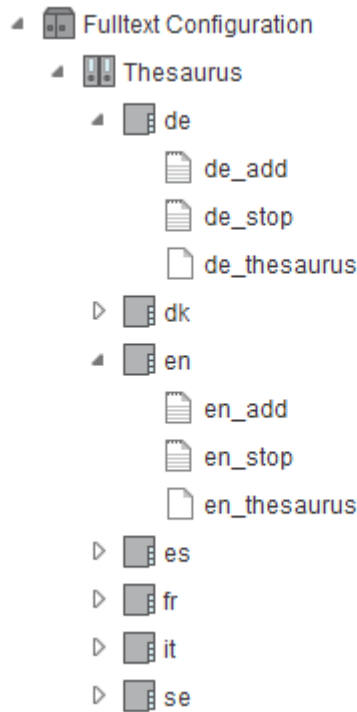 Fulltext Configuration
Thesaurus
de
de_add
de_stop
de_thesaurus
dk
en
en_add
en_stop
en_thesaurus
es
fr
it
se